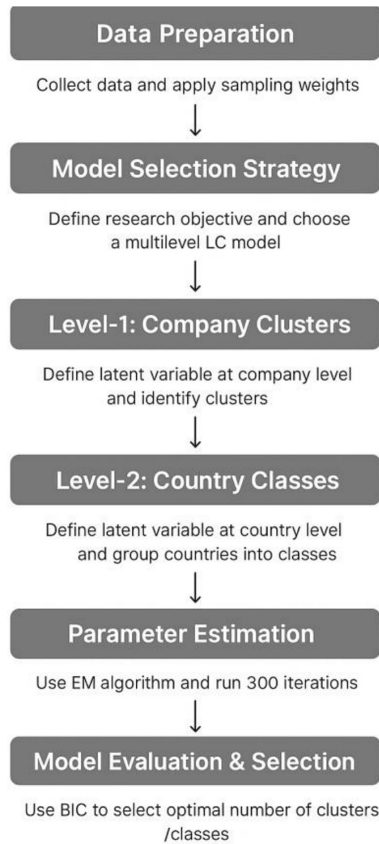 Data Preparation
Collect data and apply sampling weights
Model Selection Strategy
Define research objective and choose
a multilevel LC model
Level-1: Company Clusters
Define latent variable at company level
and identify clusters
Level-2: Country Classes
Define latent variable at country level
and group countries into classes
Parameter Estimation
Use EM algorithm and run 300 iterations
Model Evaluation & Selection
Use BIC to select optimal number of clusters
/classes